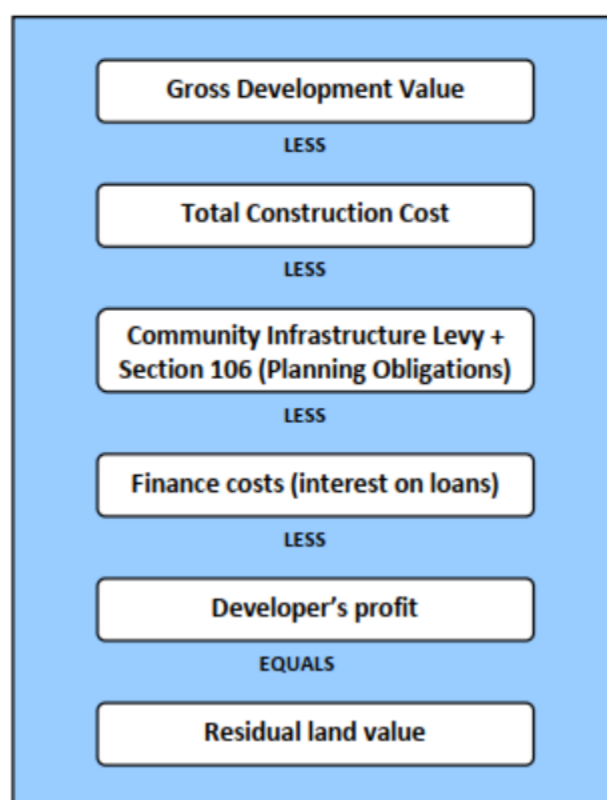 Gross Development Value
LESS
Total Construction Cost
LESS
Community Infrastructure Levy +
Section 106 (Planning Obligations)
LESS
Finance costs (interest on loans)
LESS
Developer’s profit
EQUALS
Residual land value